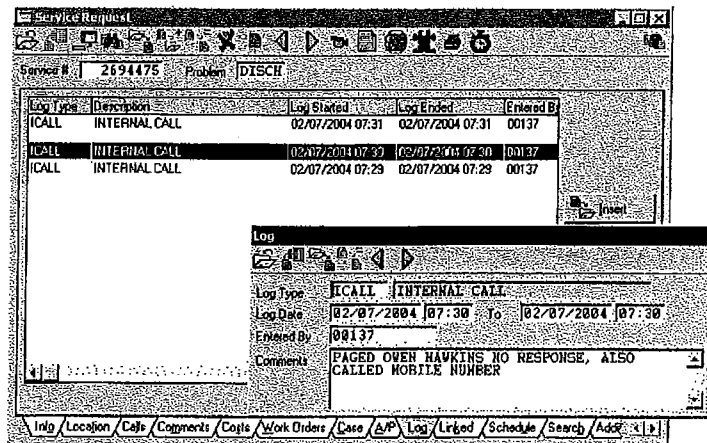 Service Request
Service # 2694475 Problem DISCH
Log Type Description Log Started Log Ended Entered By
ICALL INTERNAL CALL 02/07/2004 07:31 02/07/2004 07:31 00137
ICALL INTERNAL CALL 02/07/2004 07:30 02/07/2004 07:30 00137
ICALL INTERNAL CALL 02/07/2004 07:29 02/07/2004 07:29 00137
Insert
Log
Log Type ICALL INTERNAL CALL
Log Date 02/07/2004 07:30 To 02/07/2004 07:30
Entered By 00137
Comments PAGED OWEN HAWKINS NO RESPONSE, ALSO
CALLED MOBILE NUMBER
Info Location Calls Comments Costs Work Orders Case A/P Log Linked Schedule Search Addr